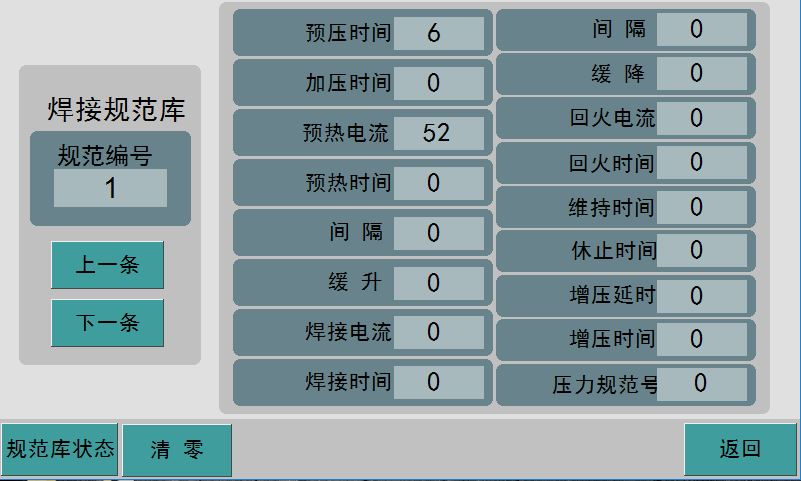 焊接规范库
规范编号
1
上一条
下一条
预压时间 6
加压时间 0
预热电流 52
预热时间 0
间 隔 0
缓 升 0
焊接电流 0
焊接时间 0
间 隔 0
缓 降 0
回火电流 0
回火时间 0
维持时间 0
休止时间 0
增压延时 0
增压时间 0
压力规范号 0
规范库状态
清 零
返回